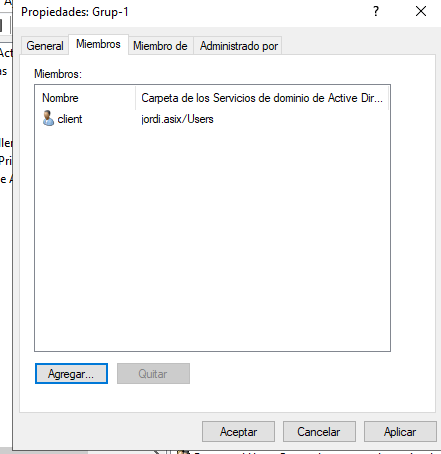 Propiedades: Grup-1
?
General
Miembros
Miembro de
Administrado por
Miembros:
Nombre
Carpeta de los Servicios de dominio de Active Dir...
client
jordi.asix/Users
Agregar...
Quitar
Aceptar
Cancelar
Aplicar